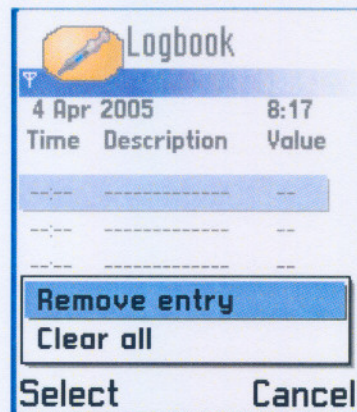 Logbook
4 Apr 2005 8:17
Time Description Value
--:-- ------------- --
--:-- ------------- --
--:-- ------------- --
Remove entry
Clear all
Select Cancel